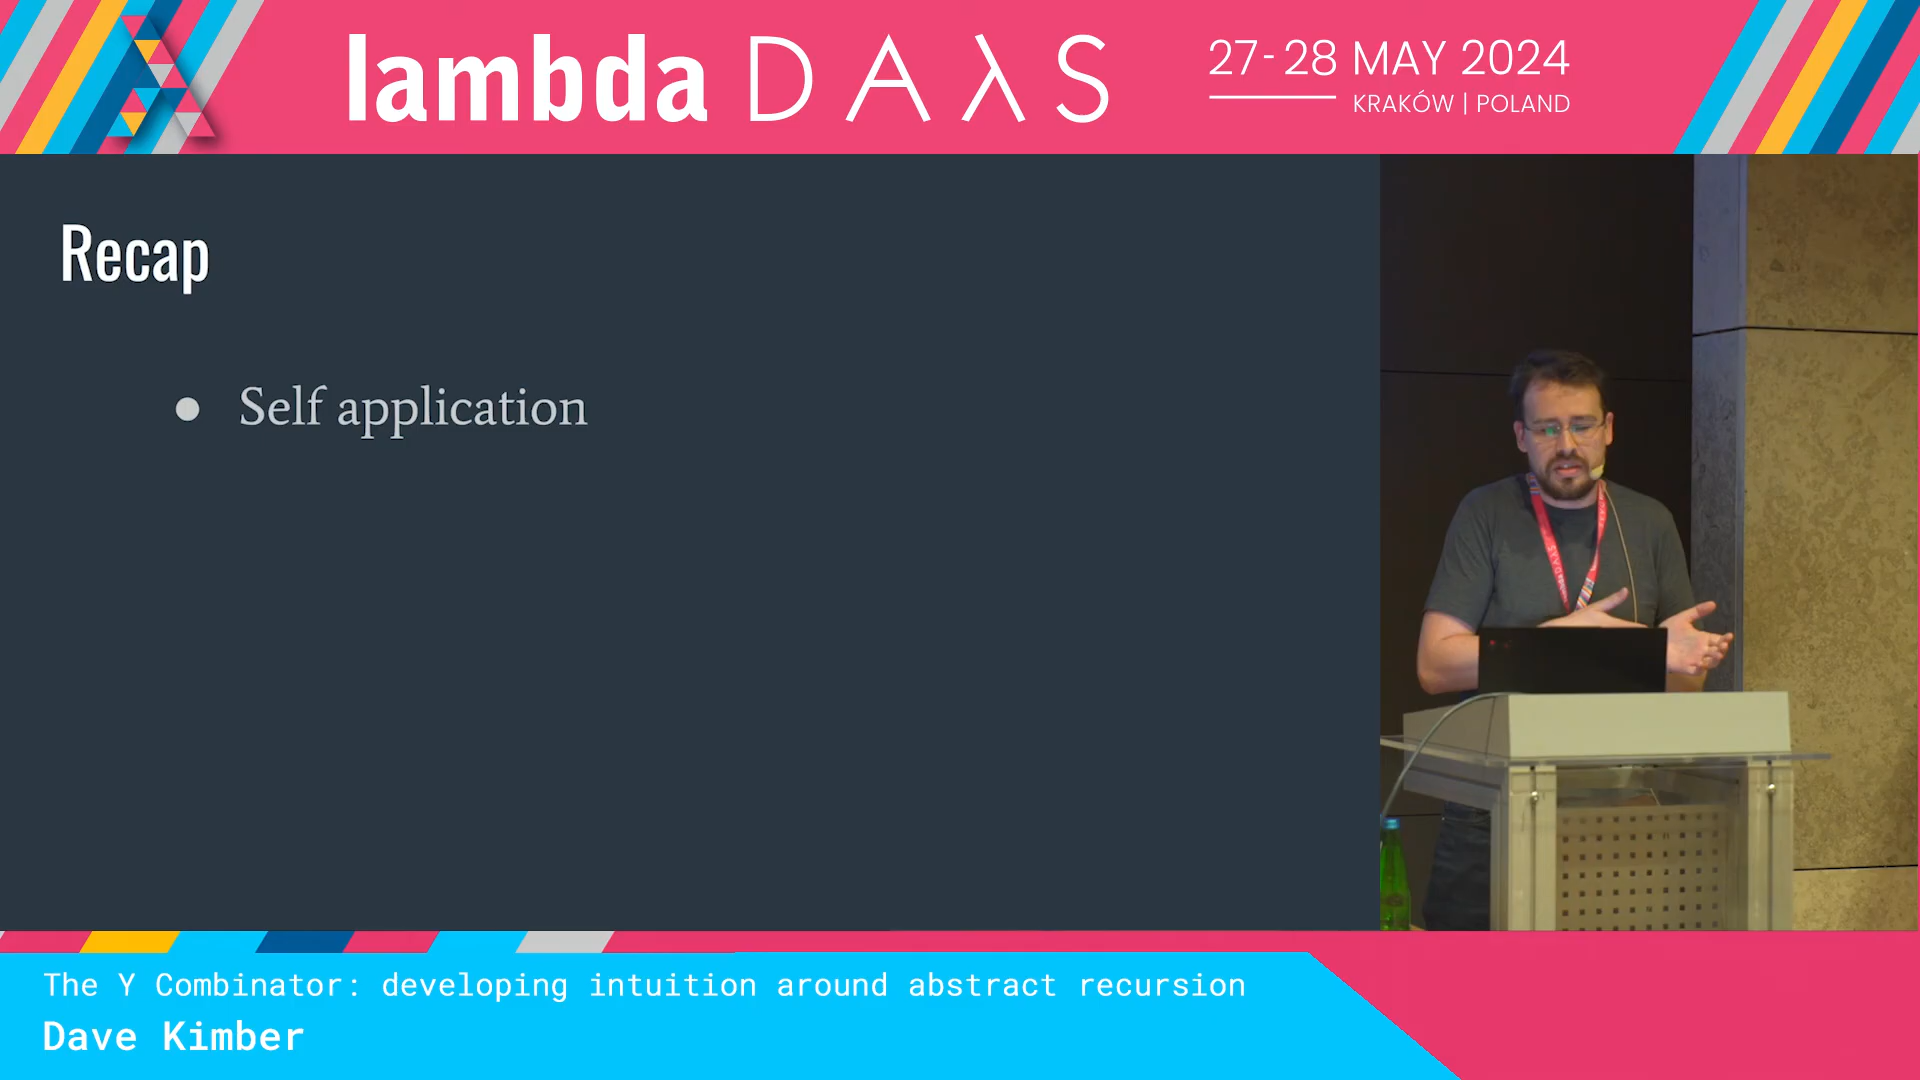 lambda DAλS
27-28 MAY 2024
KRAKÓW | POLAND
Recap
● Self application
The Y Combinator: developing intuition around abstract recursion
Dave Kimber